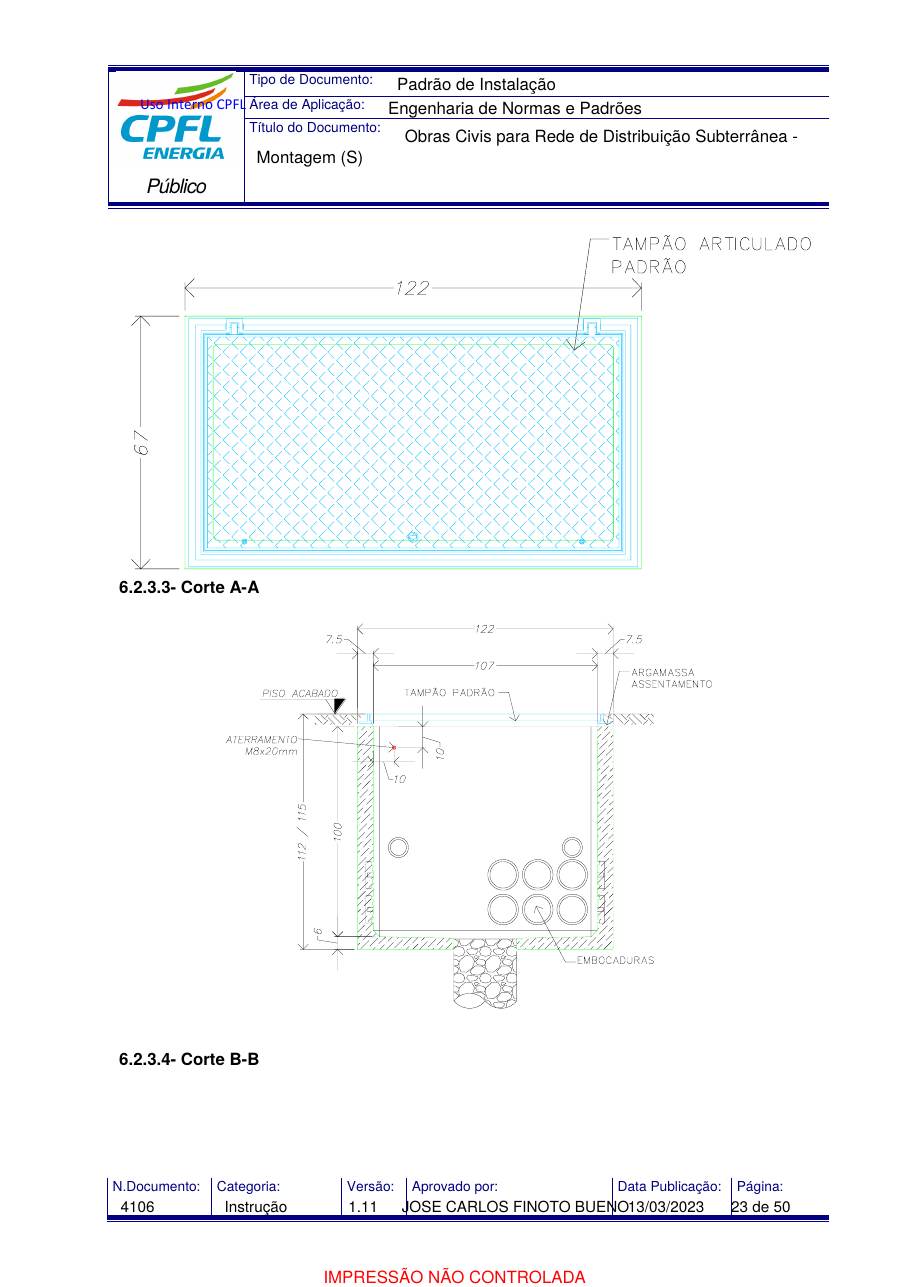 Tipo de Documento: Padrão de Instalação
Uso Interno CPFL
Área de Aplicação: Engenharia de Normas e Padrões
CPFL
ENERGIA
Título do Documento: Obras Civis para Rede de Distribuição Subterrânea -
Montagem (S)
Público
TAMPÃO ARTICULADO
PADRÃO
122
67
6.2.3.3- Corte A-A
122
7.5
7.5
107
ARGAMASSA
ASSENTAMENTO
PISO ACABADO
TAMPÃO PADRÃO
ATERRAMENTO
M8x20mm
10
10
112 / 115
100
6
EMBOCADURAS
6.2.3.4- Corte B-B
N.Documento: Categoria: Versão: Aprovado por: Data Publicação: Página:
4106 Instrução 1.11 JOSE CARLOS FINOTO BUENO 13/03/2023 23 de 50
IMPRESSÃO NÃO CONTROLADA